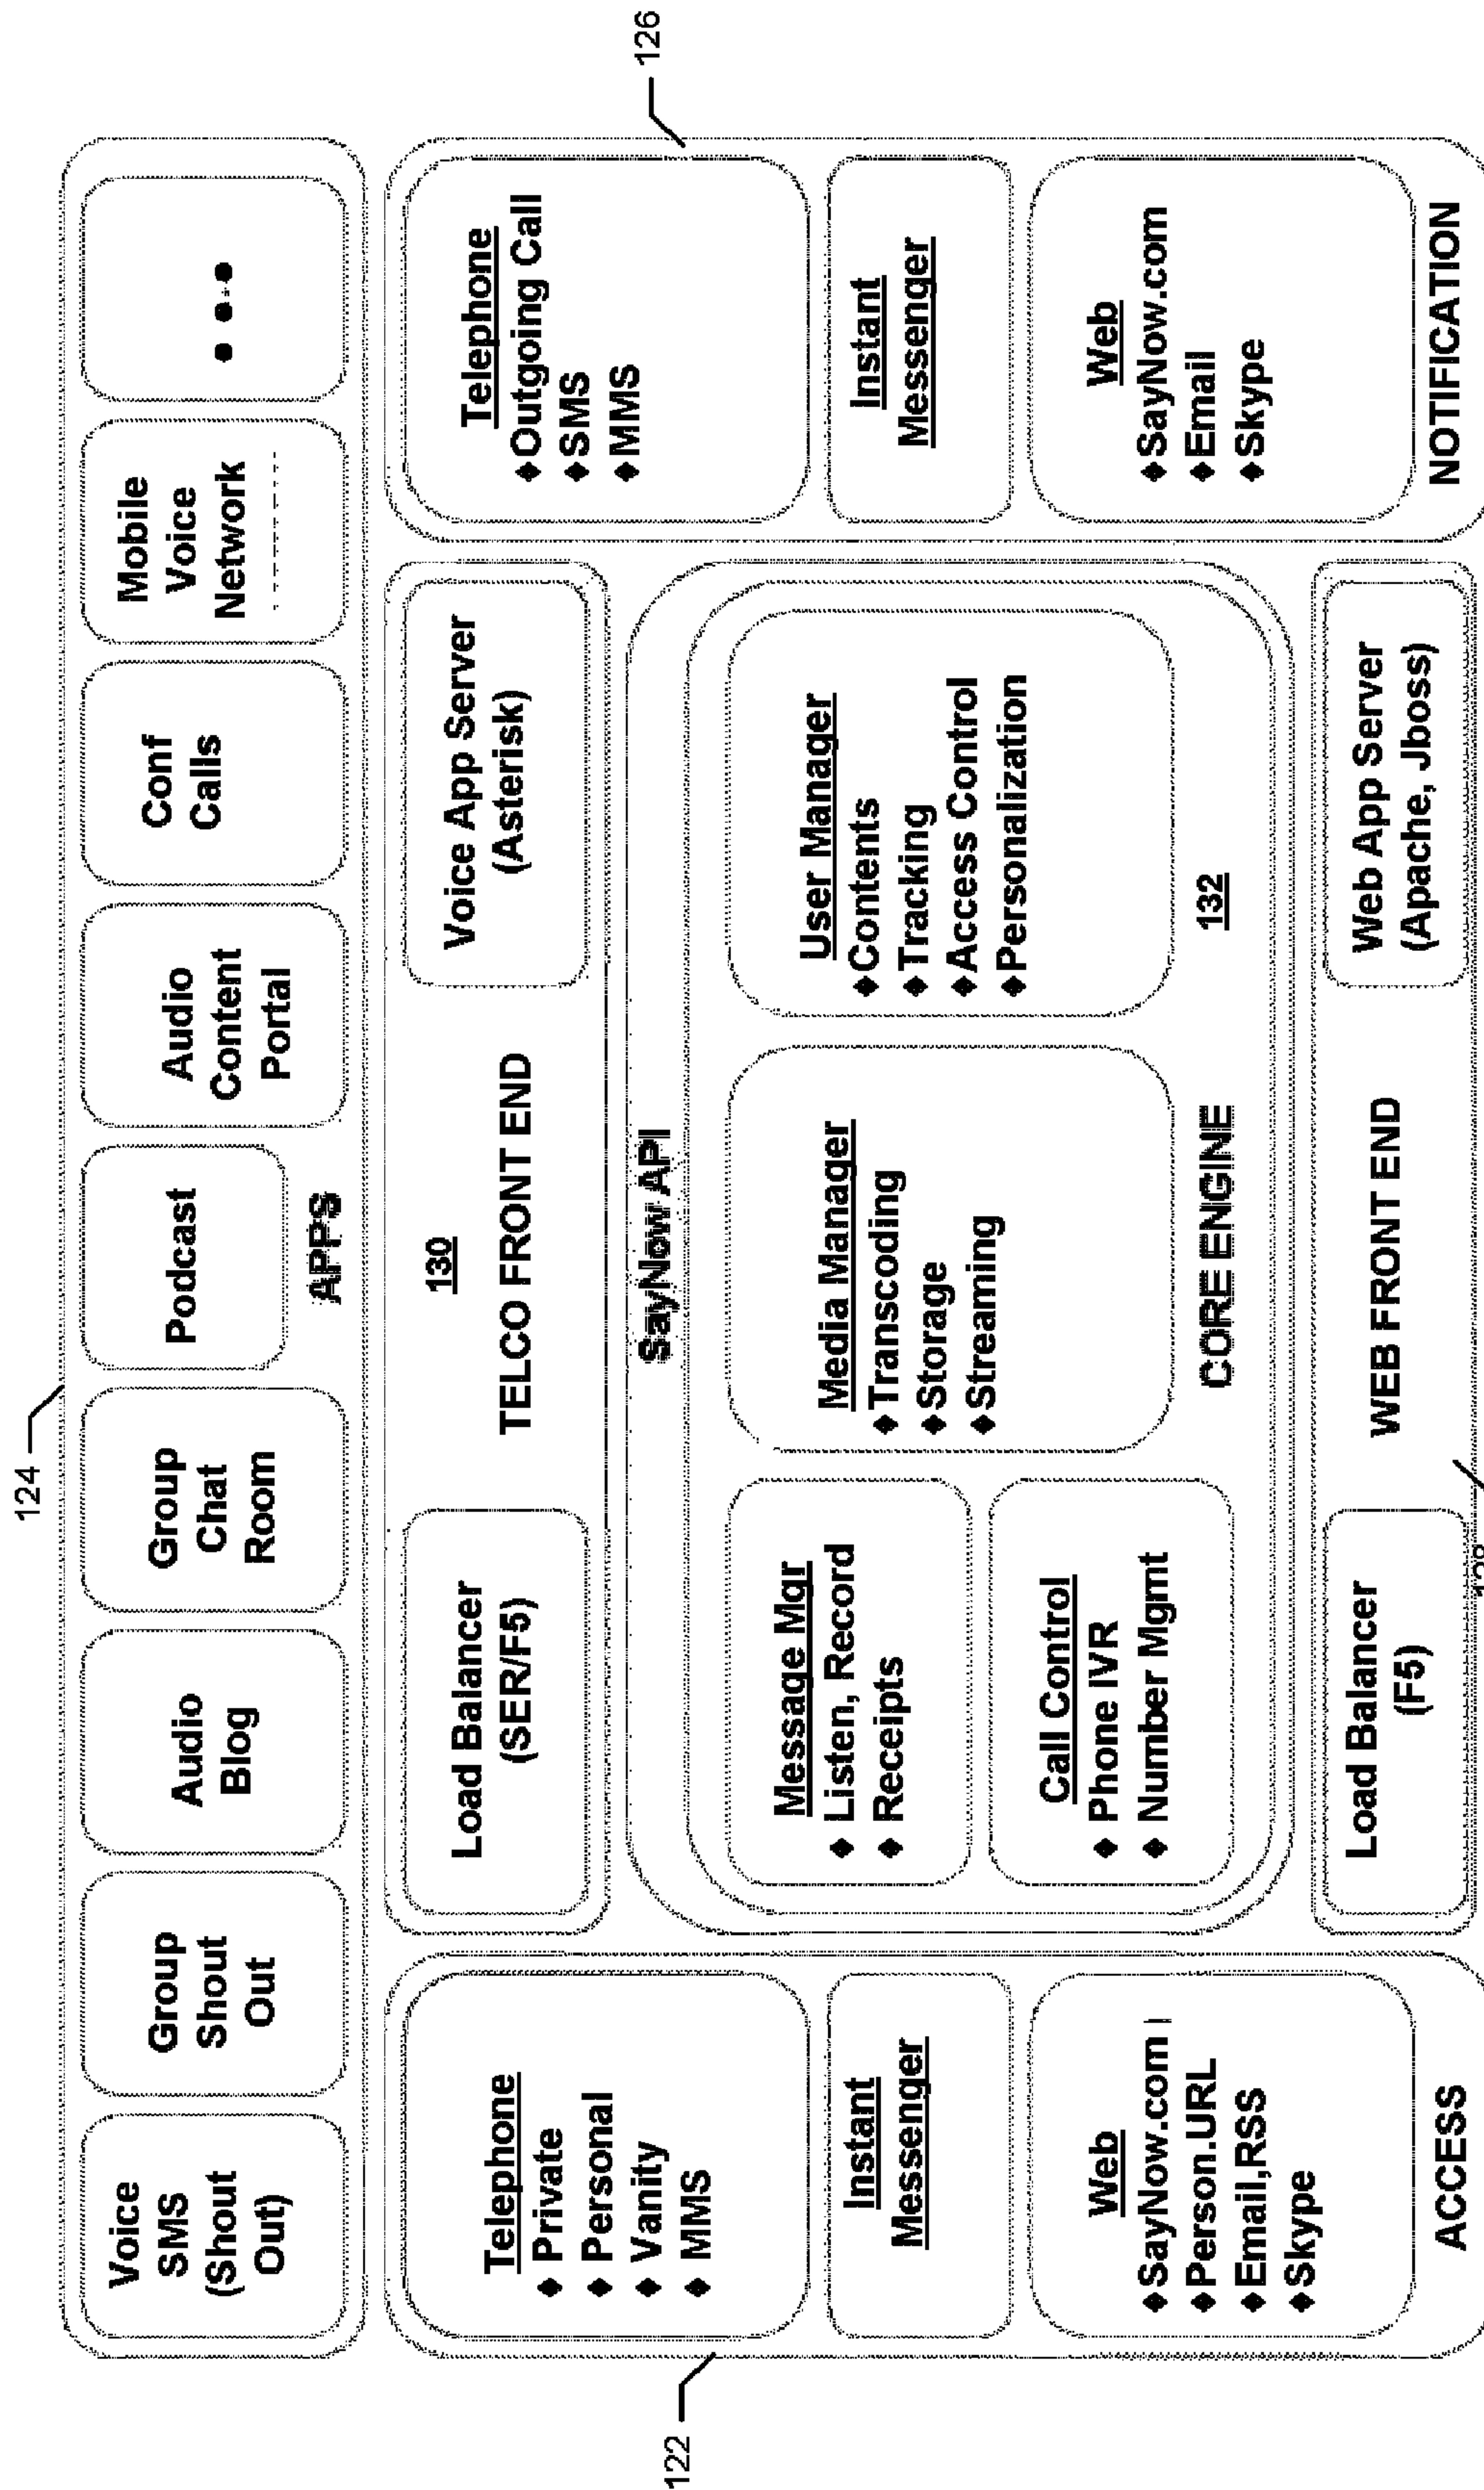 124
Voice
SMS
(Shout
Out)
Group
Shout
Out
Audio
Blog
Group
Chat
Room
Podcast
Audio
Content
Portal
Conf
Calls
Mobile
Voice
Network
• • •
APPS
122
Telephone
♦ Private
♦ Personal
♦ Vanity
♦ MMS
Instant
Messenger
Web
♦SayNow.com
♦Person.URL
♦Email,RSS
♦Skype
ACCESS
Load Balancer
(SER/F5)
130
TELCO FRONT END
Voice App Server
(Asterisk)
SayNow API
Message Mgr
♦ Listen, Record
♦ Receipts
Call Control
♦ Phone IVR
♦ Number Mgmt
Media Manager
♦Transcoding
♦Storage
♦Streaming
User Manager
♦Contents
♦Tracking
♦Access Control
♦Personalization
CORE ENGINE
132
Load Balancer
(F5)
WEB FRONT END
Web App Server
(Apache, Jboss)
126
Telephone
♦Outgoing Call
♦SMS
♦MMS
Instant
Messenger
Web
♦SayNow.com
♦Email
♦Skype
NOTIFICATION